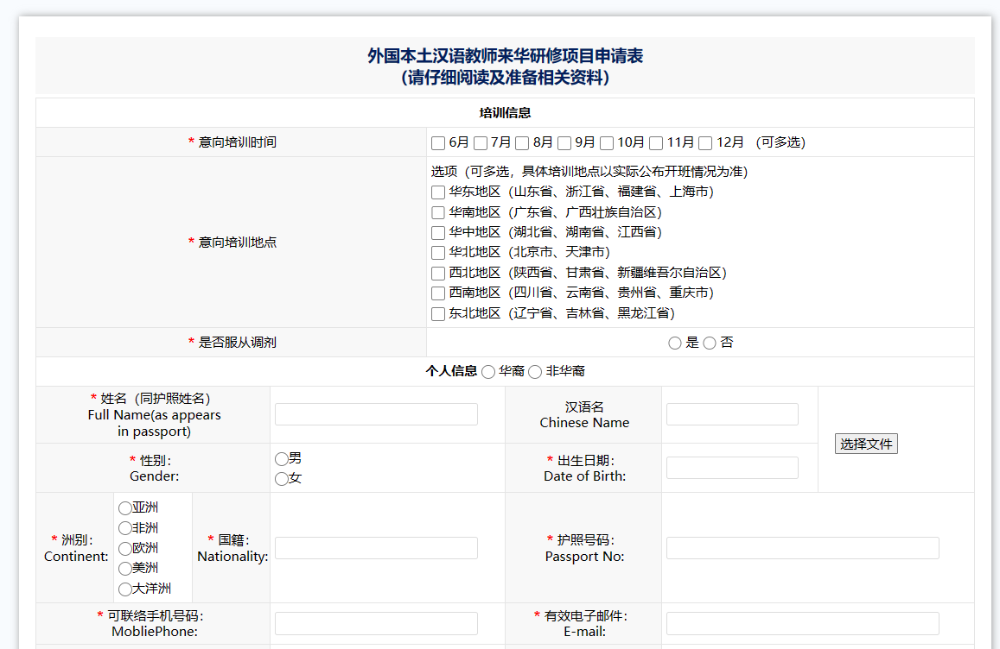 外国本土汉语教师来华研修项目申请表
(请仔细阅读及准备相关资料)
培训信息
* 意向培训时间
6月 7月 8月 9月 10月 11月 12月 (可多选)
* 意向培训地点
选项（可多选，具体培训地点以实际公布开班情况为准）
华东地区（山东省、浙江省、福建省、上海市）
华南地区（广东省、广西壮族自治区）
华中地区（湖北省、湖南省、江西省）
华北地区（北京市、天津市）
西北地区（陕西省、甘肃省、新疆维吾尔自治区）
西南地区（四川省、云南省、贵州省、重庆市）
东北地区（辽宁省、吉林省、黑龙江省）
* 是否服从调剂
是 否
个人信息 华裔 非华裔
* 姓名（同护照姓名）
Full Name(as appears
in passport)
汉语名
Chinese Name
选择文件
* 性别：
Gender:
男
女
* 出生日期：
Date of Birth:
* 洲别：
Continent:
亚洲
非洲
欧洲
美洲
大洋洲
* 国籍：
Nationality:
* 护照号码：
Passport No:
* 可联络手机号码：
MobliePhone:
* 有效电子邮件：
E-mail: